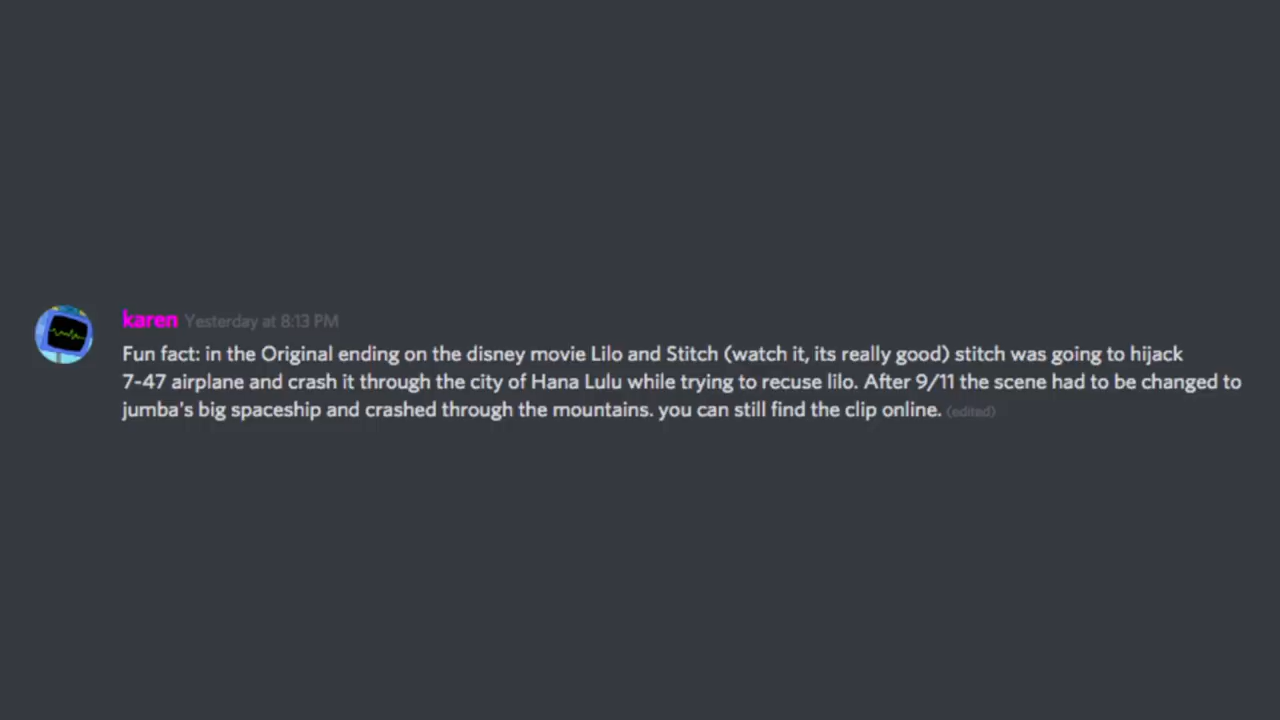 karen Yesterday at 8:13 PM
Fun fact: in the Original ending on the disney movie Lilo and Stitch (watch it, its really good) stitch was going to hijack
7-47 airplane and crash it through the city of Hana Lulu while trying to recuse lilo. After 9/11 the scene had to be changed to
jumba's big spaceship and crashed through the mountains. you can still find the clip online. (edited)